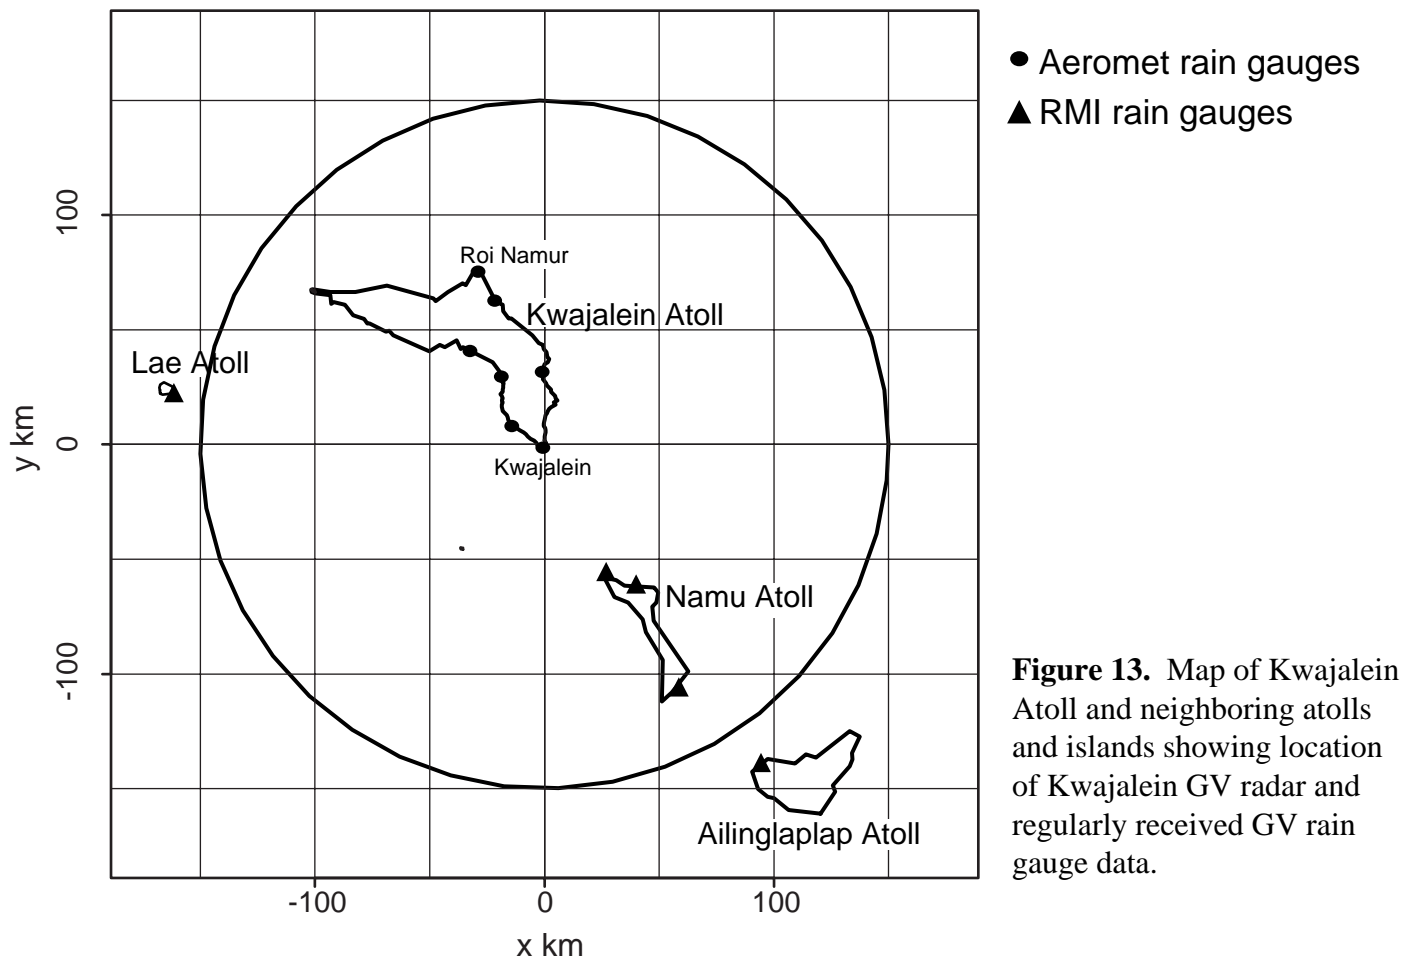 Aeromet rain gauges
RMI rain gauges
100
0
-100
y km
Roi Namur
Kwajalein Atoll
Lae Atoll
Kwajalein
Namu Atoll
Ailinglaplap Atoll
-100
0
100
x km
Figure 13. Map of Kwajalein
Atoll and neighboring atolls
and islands showing location
of Kwajalein GV radar and
regularly received GV rain
gauge data.